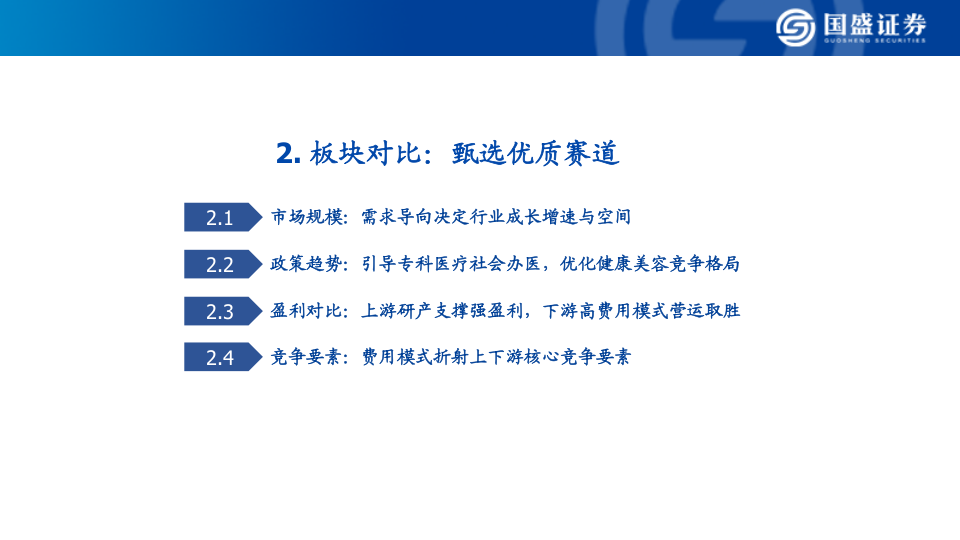 国盛证券
GUOSHENG SECURITIES
2. 板块对比：甄选优质赛道
2.1 市场规模：需求导向决定行业成长增速与空间
2.2 政策趋势：引导专科医疗社会办医，优化健康美容竞争格局
2.3 盈利对比：上游研产支撑强盈利，下游高费用模式营运取胜
2.4 竞争要素：费用模式折射上下游核心竞争要素